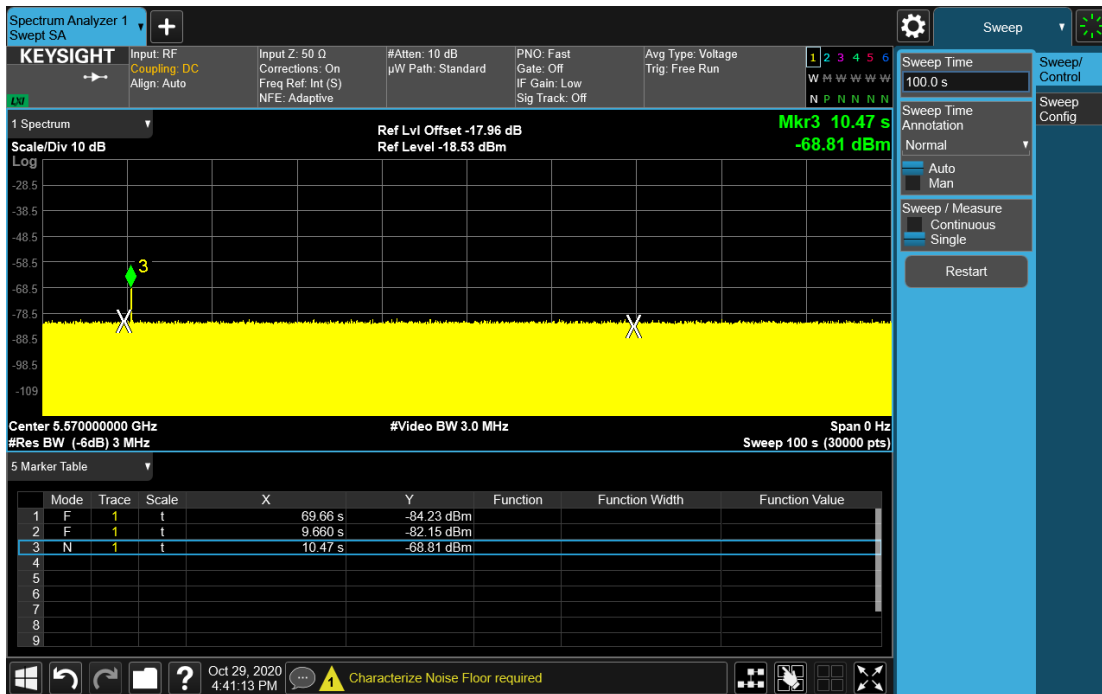 Spectrum Analyzer 1
Swept SA
+
Sweep
KEYSIGHT
LXI
Input: RF
Coupling: DC
Align: Auto
Input Z: 50 Ω
Corrections: On
Freq Ref: Int (S)
NFE: Adaptive
#Atten: 10 dB
µW Path: Standard
PNO: Fast
Gate: Off
IF Gain: Low
Sig Track: Off
Avg Type: Voltage
Trig: Free Run
1 2 3 4 5 6
W M W W W W
N P N N N N
1 Spectrum
Scale/Div 10 dB
Log
Ref Lvl Offset -17.96 dB
Ref Level -18.53 dBm
Mkr3 10.47 s
-68.81 dBm
-28.5
-38.5
-48.5
-58.5
-68.5
-78.5
-88.5
-98.5
-109
3
Center 5.570000000 GHz
#Res BW (-6dB) 3 MHz
#Video BW 3.0 MHz
Span 0 Hz
Sweep 100 s (30000 pts)
5 Marker Table
Mode Trace Scale X Y Function Function Width Function Value
1 F 1 t 69.66 s -84.23 dBm
2 F 1 t 9.660 s -82.15 dBm
3 N 1 t 10.47 s -68.81 dBm
4
5
6
7
8
9
Sweep Time
100.0 s
Sweep Time
Annotation
Normal
Auto
Man
Sweep / Measure
Continuous
Single
Restart
Sweep/
Control
Sweep
Config
?
Oct 29, 2020
4:41:13 PM
1
Characterize Noise Floor required